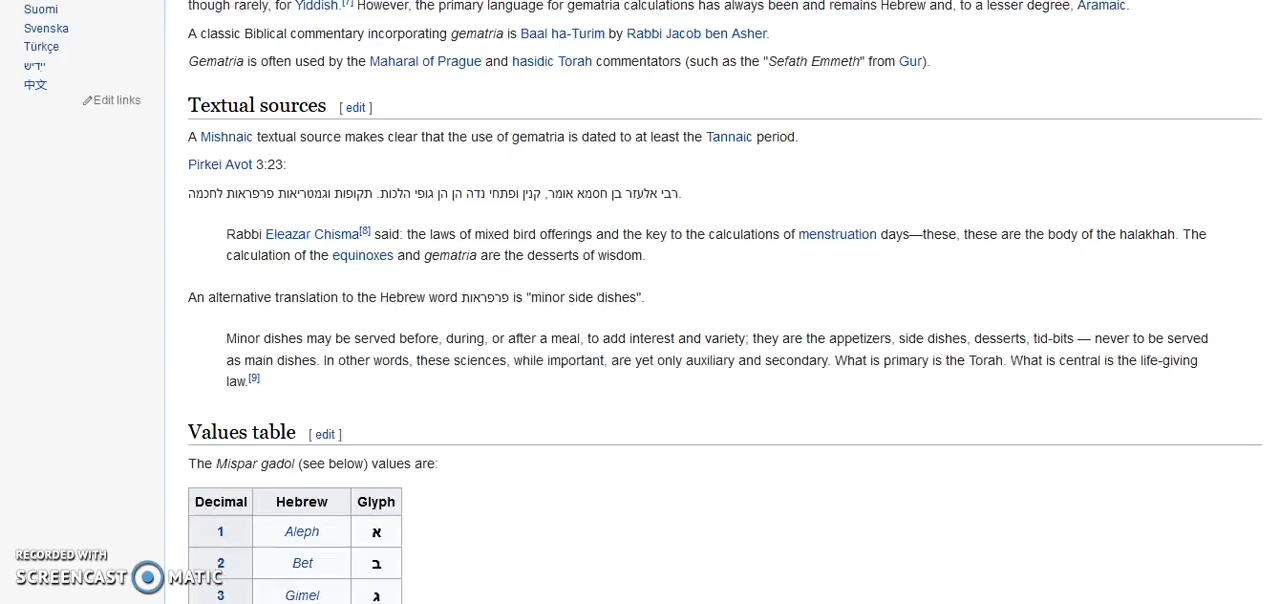 Suomi
Svenska
Türkçe
ייִדיש
中文
Edit links
though rarely, for Yiddish.[7] However, the primary language for gematria calculations has always been and remains Hebrew and, to a lesser degree, Aramaic.
A classic Biblical commentary incorporating gematria is Baal ha-Turim by Rabbi Jacob ben Asher.
Gematria is often used by the Maharal of Prague and hasidic Torah commentators (such as the "Sefath Emmeth" from Gur).
Textual sources [ edit ]
A Mishnaic textual source makes clear that the use of gematria is dated to at least the Tannaic period.
Pirkei Avot 3:23:
רבי אלעזר בן חסמא אומר, קנין ופתחי נדה הן הן גופי הלכות. תקופות וגמטריאות פרפראות לחכמה.
Rabbi Eleazar Chisma[8] said: the laws of mixed bird offerings and the key to the calculations of menstruation days—these, these are the body of the halakhah. The
calculation of the equinoxes and gematria are the desserts of wisdom.
An alternative translation to the Hebrew word פרפראות is "minor side dishes".
Minor dishes may be served before, during, or after a meal, to add interest and variety; they are the appetizers, side dishes, desserts, tid-bits — never to be served
as main dishes. In other words, these sciences, while important, are yet only auxiliary and secondary. What is primary is the Torah. What is central is the life-giving
law.[9]
Values table [ edit ]
The Mispar gadol (see below) values are:
Decimal Hebrew Glyph
1 Aleph א
2 Bet ב
3 Gimel ג
RECORDED WITH
SCREENCAST MATIC